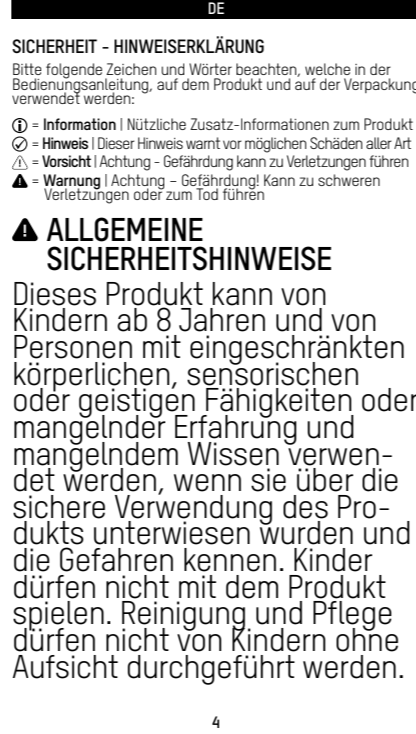 DE
SICHERHEIT - HINWEISERKLÄRUNG
Bitte folgende Zeichen und Wörter beachten, welche in der
Bedienungsanleitung, auf dem Produkt und auf der Verpackung
verwendet werden:
= Information | Nützliche Zusatz-Informationen zum Produkt
= Hinweis | Dieser Hinweis warnt vor möglichen Schäden aller Art
= Vorsicht | Achtung - Gefährdung kann zu Verletzungen führen
= Warnung | Achtung – Gefährdung! Kann zu schweren
Verletzungen oder zum Tod führen
ALLGEMEINE
SICHERHEITSHINWEISE
Dieses Produkt kann von
Kindern ab 8 Jahren und von
Personen mit eingeschränkten
körperlichen, sensorischen
oder geistigen Fähigkeiten oder
mangelnder Erfahrung und
mangelndem Wissen verwen-
det werden, wenn sie über die
sichere Verwendung des Pro-
dukts unterwiesen wurden und
die Gefahren kennen. Kinder
dürfen nicht mit dem Produkt
spielen. Reinigung und Pflege
dürfen nicht von Kindern ohne
Aufsicht durchgeführt werden.
4